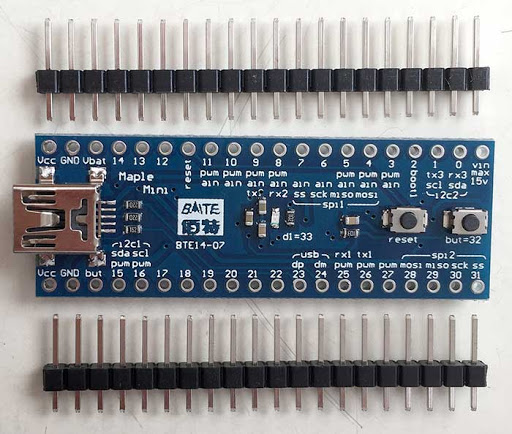 Vcc GND Vbat 14 13 12 reset 11 10 9 8 7 6 5 4 3 2 1 0 vin
pwm pwm pwm pwm pwm pwm pwm boot1 tx3 rx3 max
ain ain ain ain ain ain ain ain ain scl sda 15v
tx2 rx2 ss sck miso mosi i2c2
spi1
Maple
Mini
BAITE
百特
BTE14-07
d1=33
reset
but=32
i2c1 usb rx1 tx1 spi2
sda scl dp dm pwm pwm pwm mosi miso sck ss
pwm pwm
Vcc GND but 15 16 17 18 19 20 21 22 23 24 25 26 27 28 29 30 31